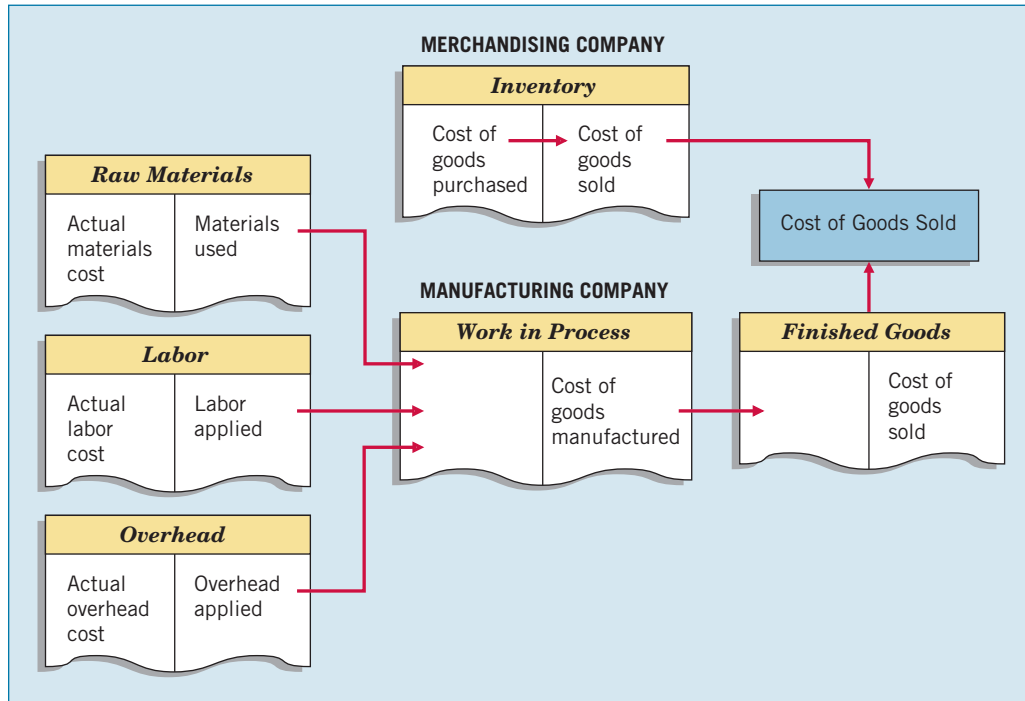 MERCHANDISING COMPANY
Inventory
Cost of
goods
purchased
Cost of
goods
sold
Cost of Goods Sold
Raw Materials
Actual
materials
cost
Materials
used
MANUFACTURING COMPANY
Labor
Actual
labor
cost
Labor
applied
Overhead
Actual
overhead
cost
Overhead
applied
Work in Process
Cost of
goods
manufactured
Finished Goods
Cost of
goods
sold